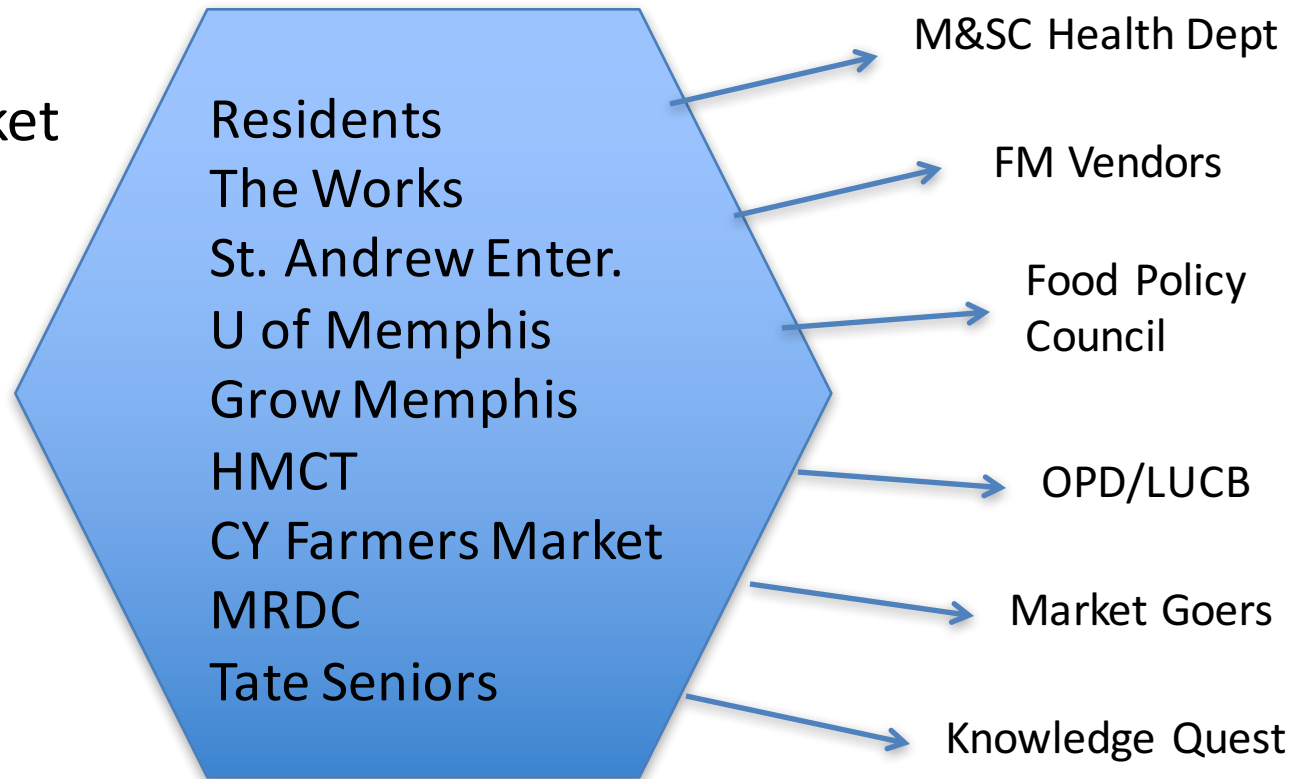 ket
Residents
The Works
St. Andrew Enter.
U of Memphis
Grow Memphis
HMCT
CY Farmers Market
MRDC
Tate Seniors
M&SC Health Dept
FM Vendors
Food Policy
Council
OPD/LUCB
Market Goers
Knowledge Quest